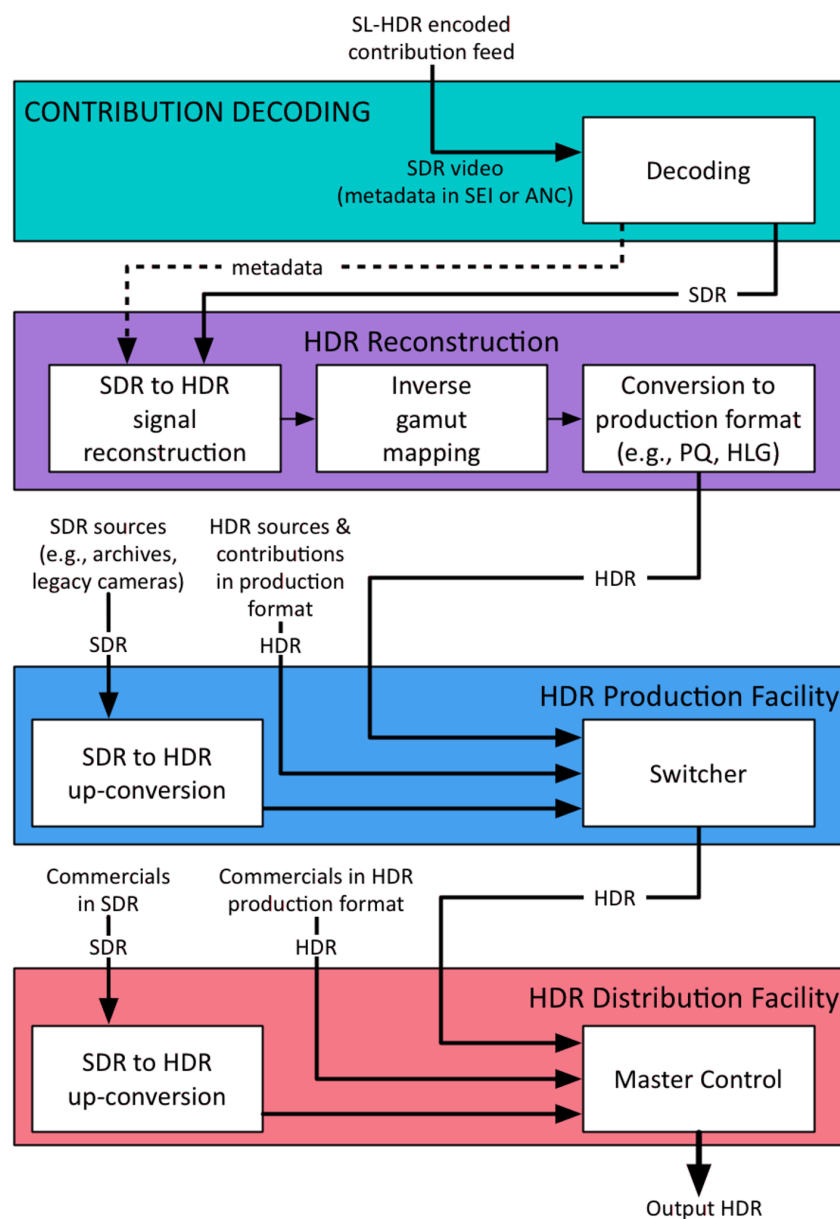 SL-HDR encoded
contribution feed
CONTRIBUTION DECODING
SDR video
(metadata in SEI or ANC)
Decoding
metadata
SDR
HDR Reconstruction
SDR to HDR
signal
reconstruction
Inverse
gamut
mapping
Conversion to
production format
(e.g., PQ, HLG)
SDR sources
(e.g., archives,
legacy cameras)
SDR
HDR sources &
contributions
in production
format
HDR
HDR
HDR Production Facility
SDR to HDR
up-conversion
Switcher
Commercials
in SDR
SDR
Commercials in HDR
production format
HDR
HDR
HDR Distribution Facility
SDR to HDR
up-conversion
Master Control
Output HDR